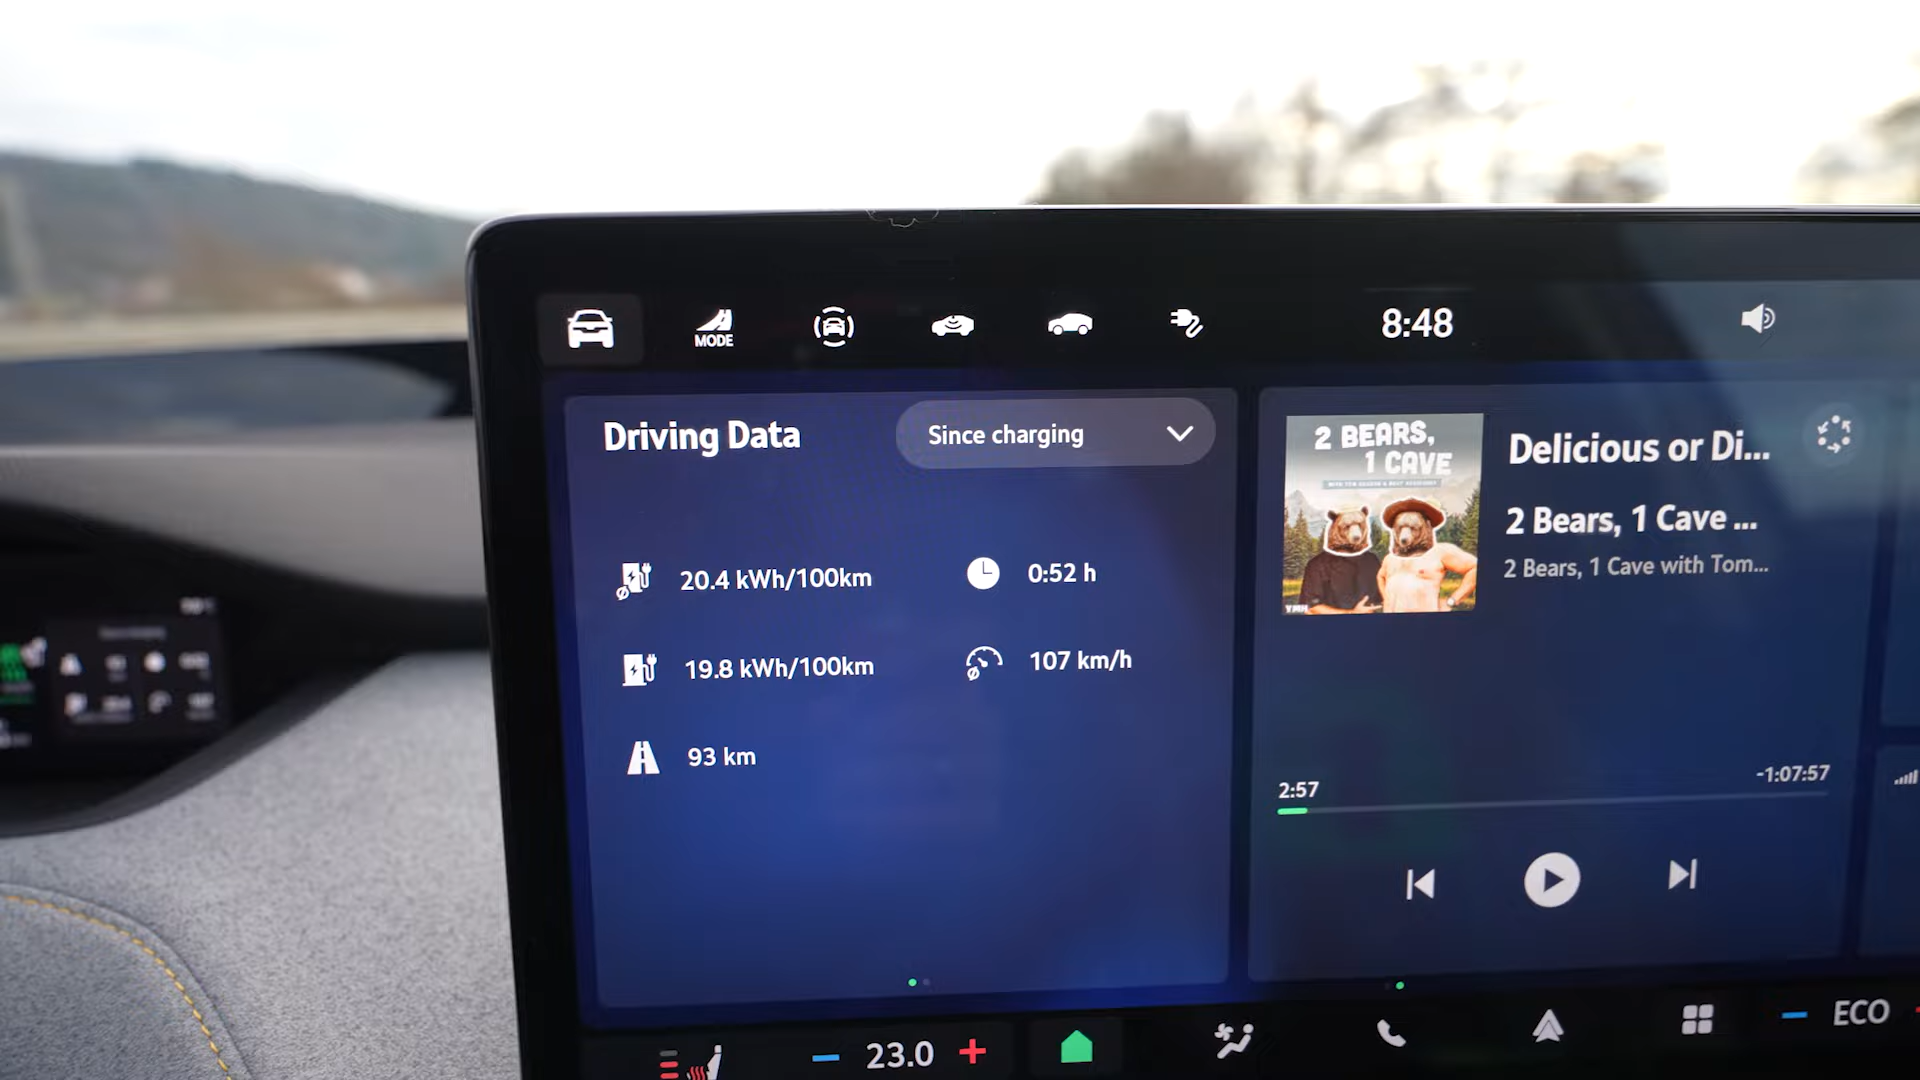 MODE
8:48
Driving Data
Since charging
20.4 kWh/100km
0:52 h
19.8 kWh/100km
107 km/h
93 km
2 BEARS,
1 CAVE
YMH
Delicious or Di...
2 Bears, 1 Cave ...
2 Bears, 1 Cave with Tom...
2:57
-1:07:57
23.0
ECO